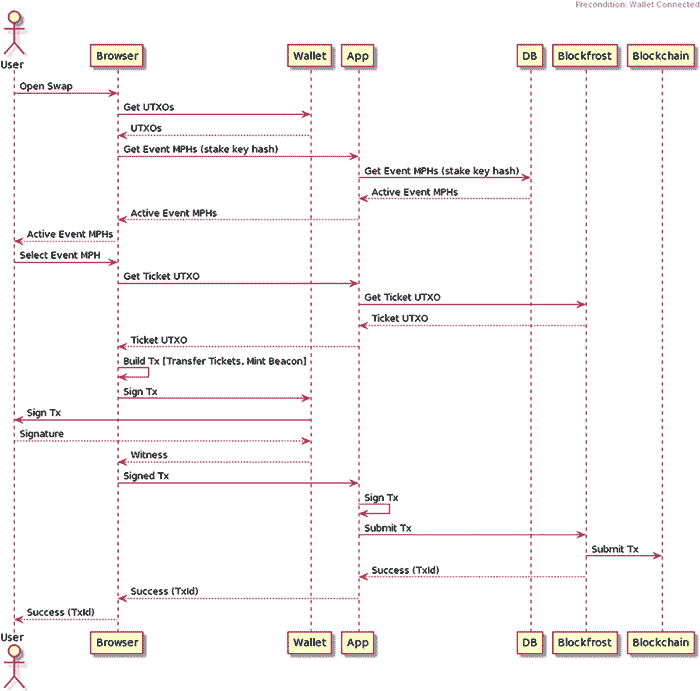 Precondition: Wallet Connected
User
Browser
Wallet
App
DB
Blockfrost
Blockchain
Open Swap
Get UTXOs
UTXOs
Get Event MPHs (stake key hash)
Get Event MPHs (stake key hash)
Active Event MPHs
Active Event MPHs
Active Event MPHs
Select Event MPH
Get Ticket UTXO
Get Ticket UTXO
Ticket UTXO
Ticket UTXO
Build Tx [Transfer Tickets, Mint Beacon]
Sign Tx
Sign Tx
Signature
Witness
Signed Tx
Sign Tx
Submit Tx
Submit Tx
Success (TxId)
Success (TxId)
Success (TxId)
User
Browser
Wallet
App
DB
Blockfrost
Blockchain